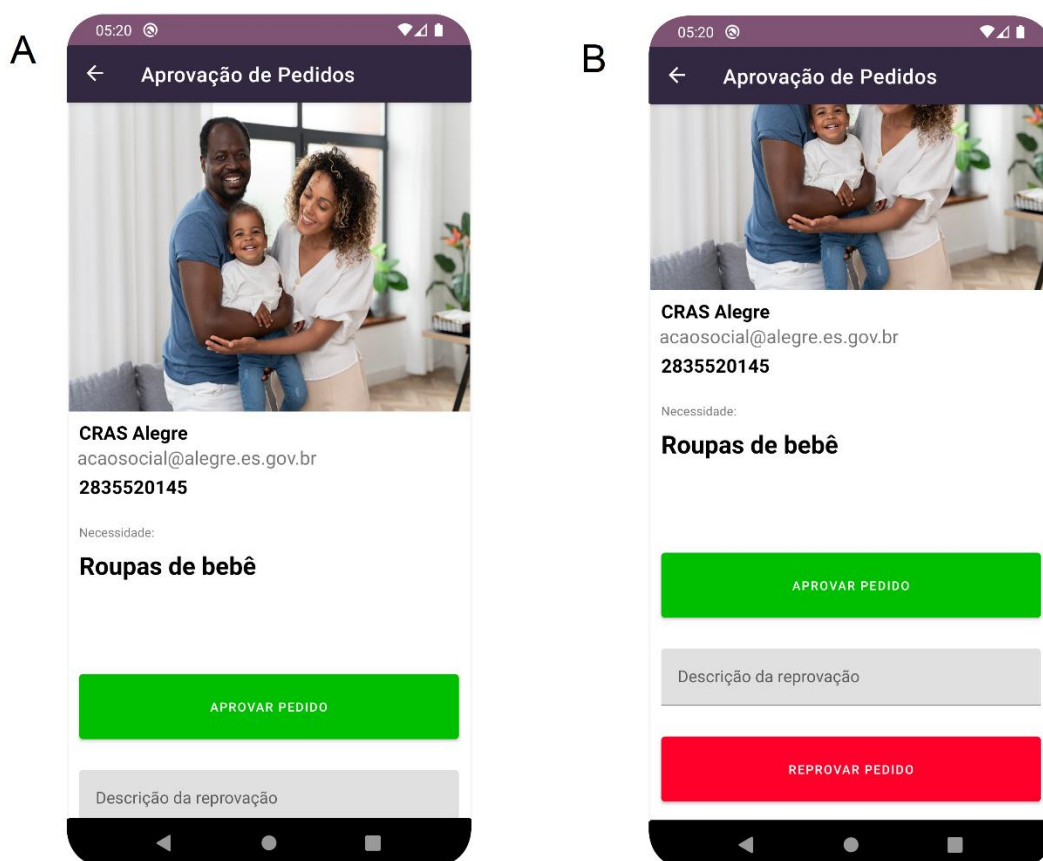 A
05:20
Aprovação de Pedidos
CRAS Alegre
acaosocial@alegre.es.gov.br
2835520145
Necessidade:
Roupas de bebê
APROVAR PEDIDO
Descrição da reprovação
B
05:20
Aprovação de Pedidos
CRAS Alegre
acaosocial@alegre.es.gov.br
2835520145
Necessidade:
Roupas de bebê
APROVAR PEDIDO
Descrição da reprovação
REPROVAR PEDIDO